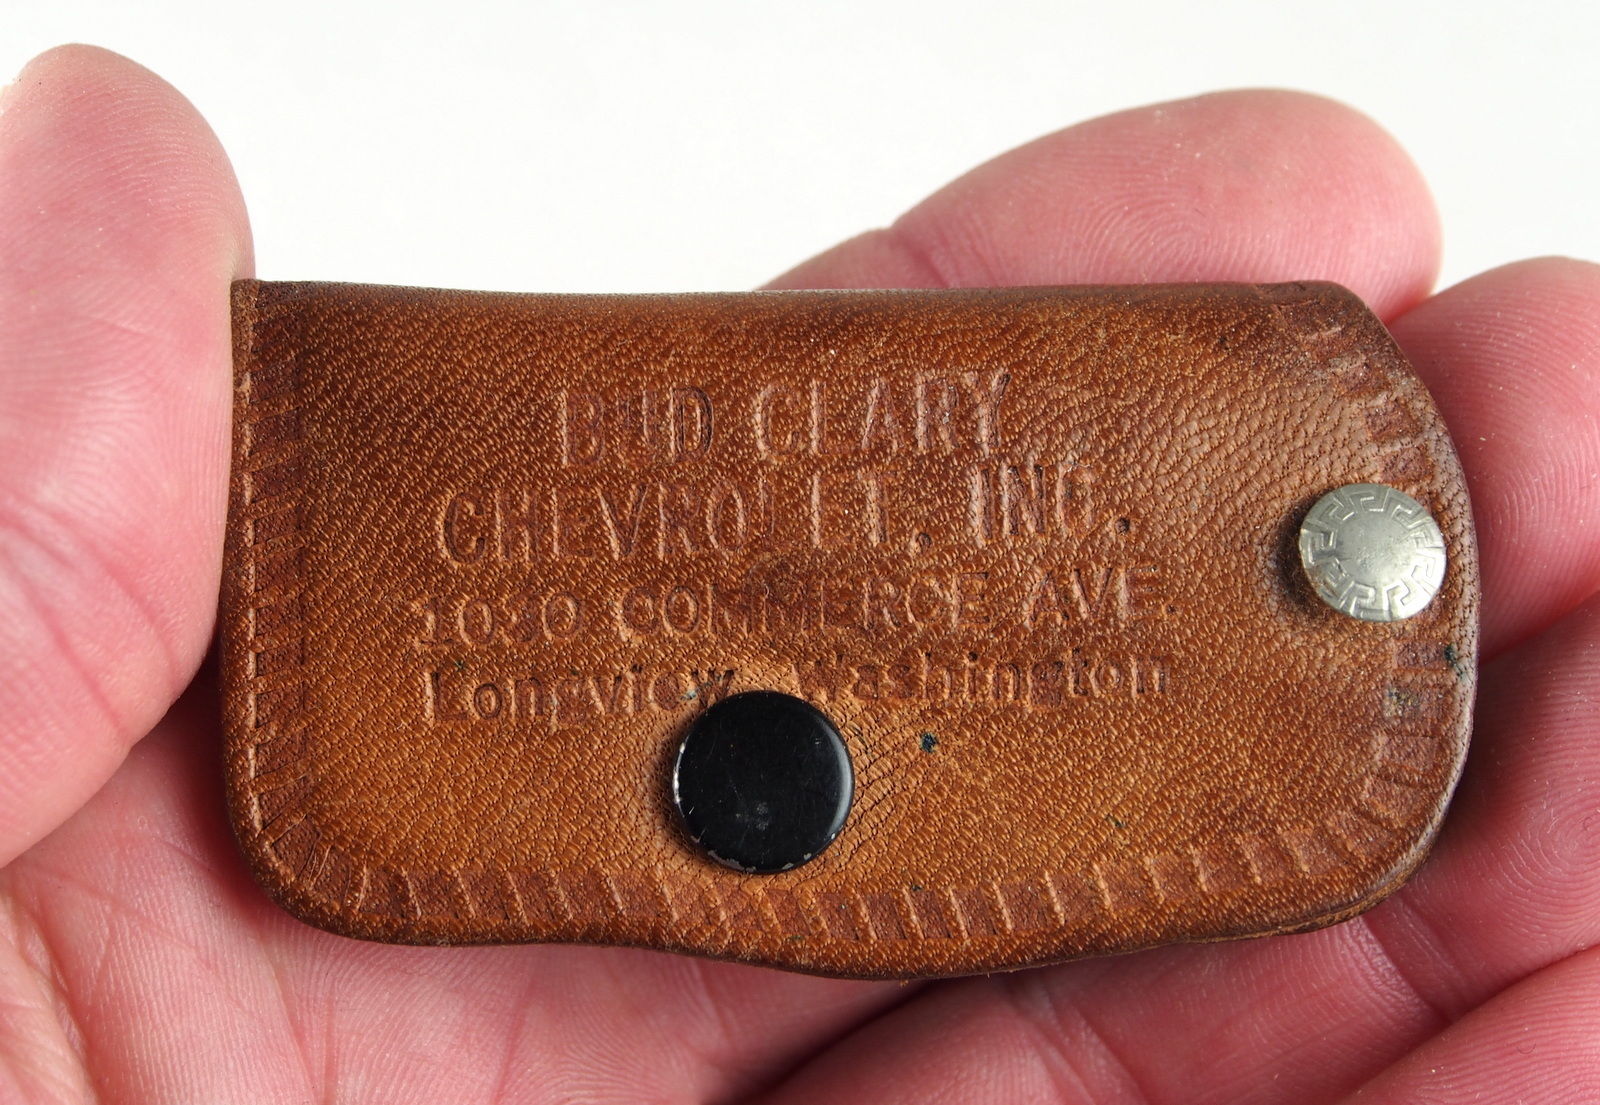 BUD CLARY
CHEVROLET, INC.
1030 COMMERCE AVE.
Longview, Washington